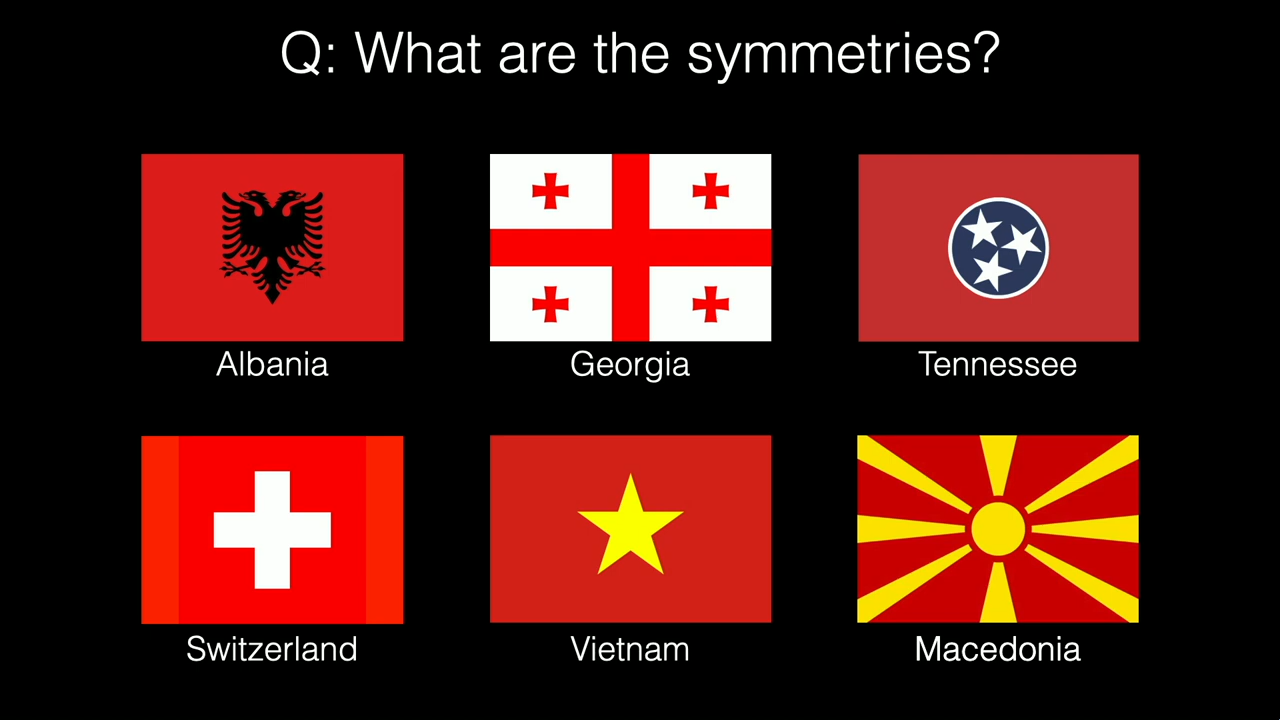 Q: What are the symmetries?
Albania
Georgia
Tennessee
Switzerland
Vietnam
Macedonia